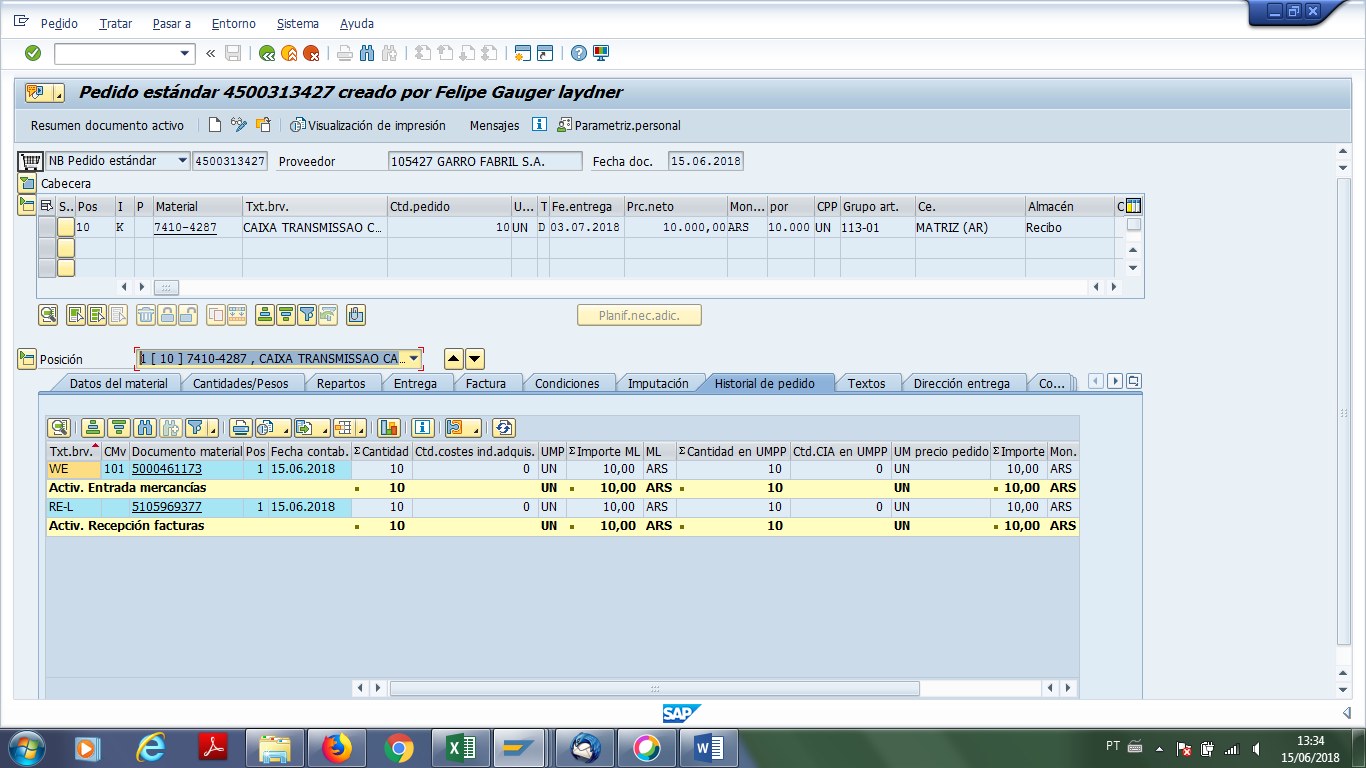 Pedido Tratar Pasar a Entorno Sistema Ayuda
Pedido estándar 4500313427 creado por Felipe Gauger laydner
Resumen documento activo Visualización de impresión Mensajes Parametriz.personal
NB Pedido estándar 4500313427 Proveedor 105427 GARRO FABRIL S.A. Fecha doc. 15.06.2018
Cabecera
S.. Pos I P Material Txt.brv. Ctd.pedido U... T Fe.entrega Prc.neto Mon... por CPP Grupo art. Ce. Almacén C
10 K 7410-4287 CAIXA TRANSMISSAO C... 10 UN D 03.07.2018 10.000,00 ARS 10.000 UN 113-01 MATRIZ (AR) Recibo
Planif.nec.adic.
Posición 1 [ 10 ] 7410-4287 , CAIXA TRANSMISSAO CA...
Datos del material Cantidades/Pesos Repartos Entrega Factura Condiciones Imputación Historial de pedido Textos Dirección entrega Co...
Txt.brv. CMv Documento material Pos Fecha contab. Σ Cantidad Ctd.costes ind.adquis. UMP Σ Importe ML ML Σ Cantidad en UMPP Ctd.CIA en UMPP UM precio pedido Σ Importe Mon.
WE 101 5000461173 1 15.06.2018 10 0 UN 10,00 ARS 10 0 UN 10,00 ARS
Activ. Entrada mercancías 10 UN 10,00 ARS 10 UN 10,00 ARS
RE-L 5105969377 1 15.06.2018 10 0 UN 10,00 ARS 10 0 UN 10,00 ARS
Activ. Recepción facturas 10 UN 10,00 ARS 10 UN 10,00 ARS
SAP
PT 13:34
15/06/2018